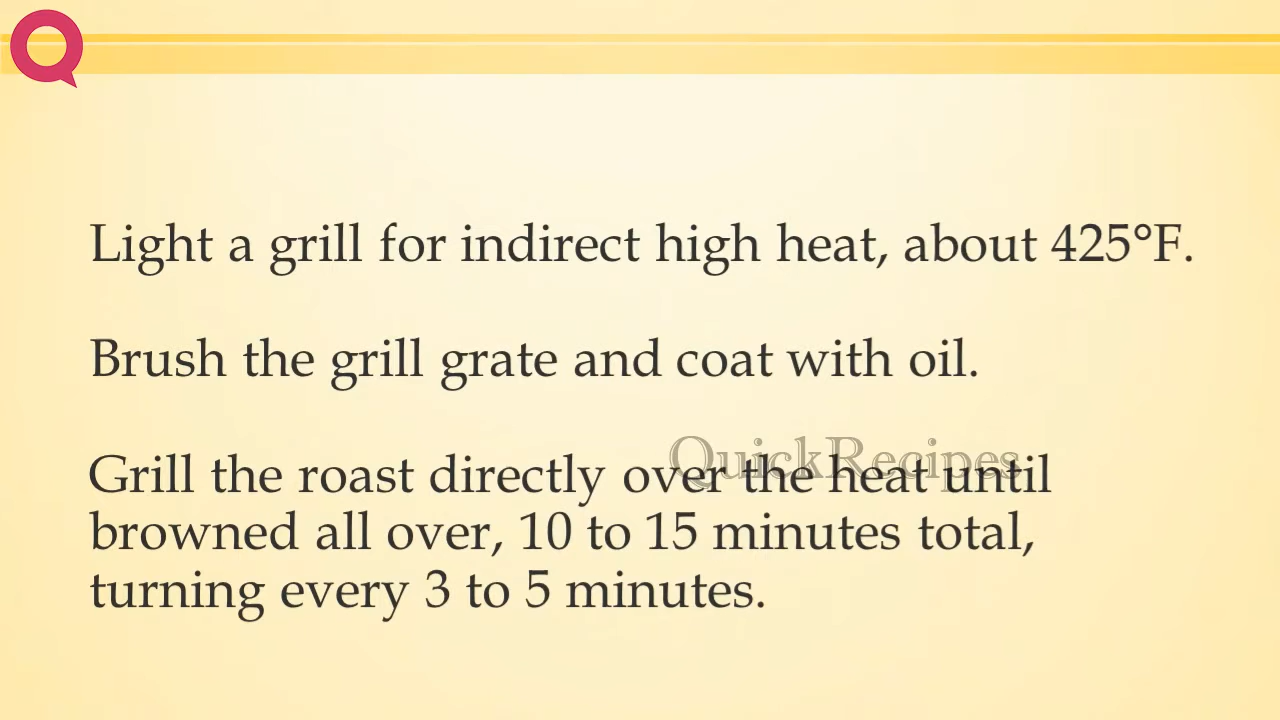 Light a grill for indirect high heat, about 425°F.
Brush the grill grate and coat with oil.
QuickRecipes
Grill the roast directly over the heat until
browned all over, 10 to 15 minutes total,
turning every 3 to 5 minutes.